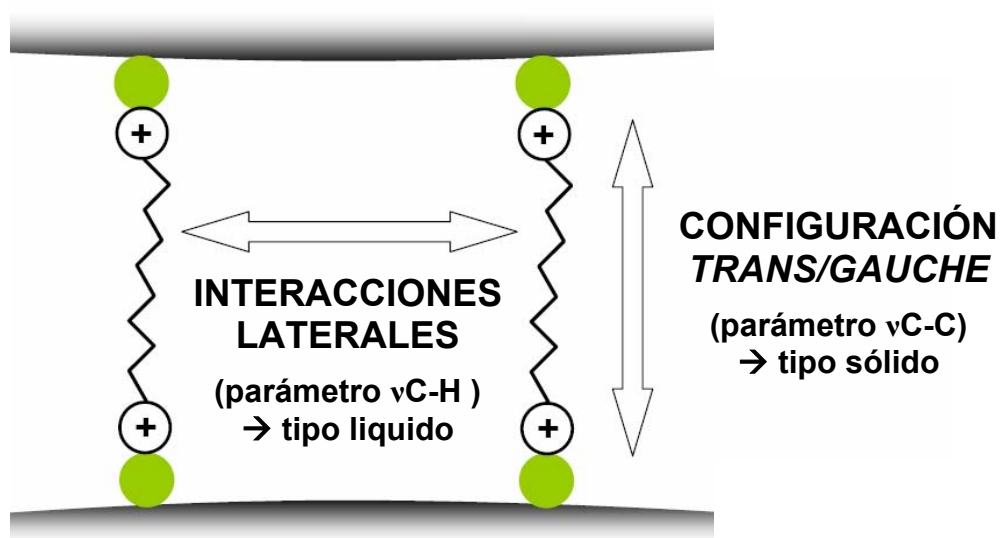 +
+
INTERACCIONES
LATERALES
(parámetro νC-H )
→ tipo liquido
CONFIGURACIÓN
TRANS/GAUCHE
(parámetro νC-C)
→ tipo sólido
+
+